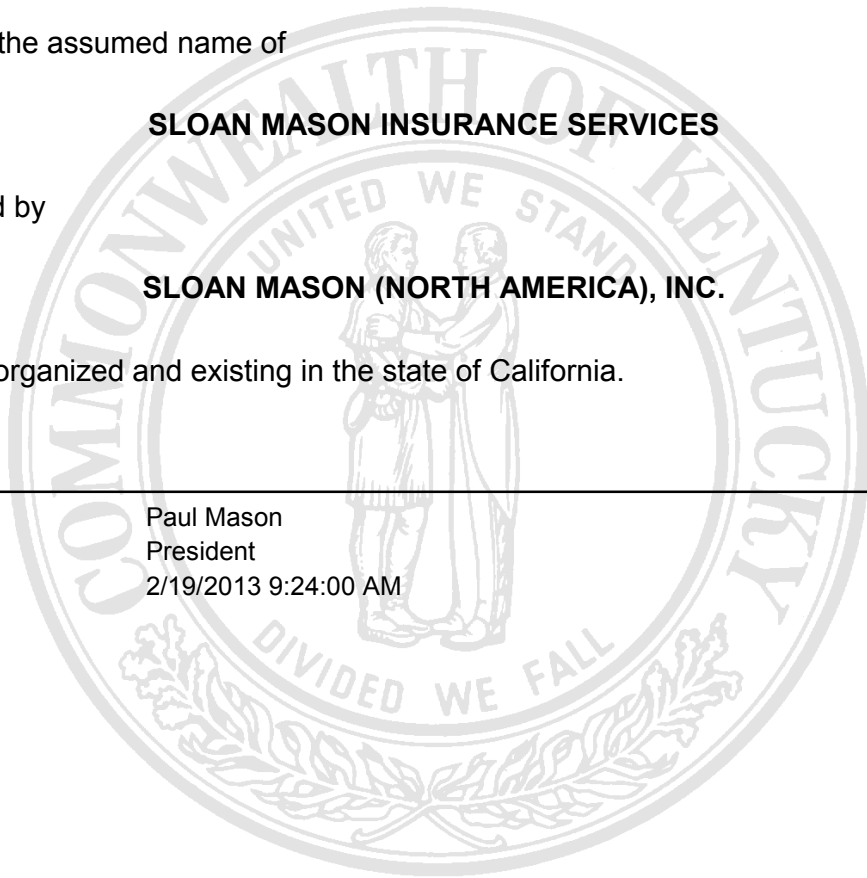 the assumed name of
SLOAN MASON INSURANCE SERVICES
d by
SLOAN MASON (NORTH AMERICA), INC.
organized and existing in the state of California.
Paul Mason
President
2/19/2013 9:24:00 AM
COMMONWEALTH OF KENTUCKY
UNITED WE STAND
DIVIDED WE FALL